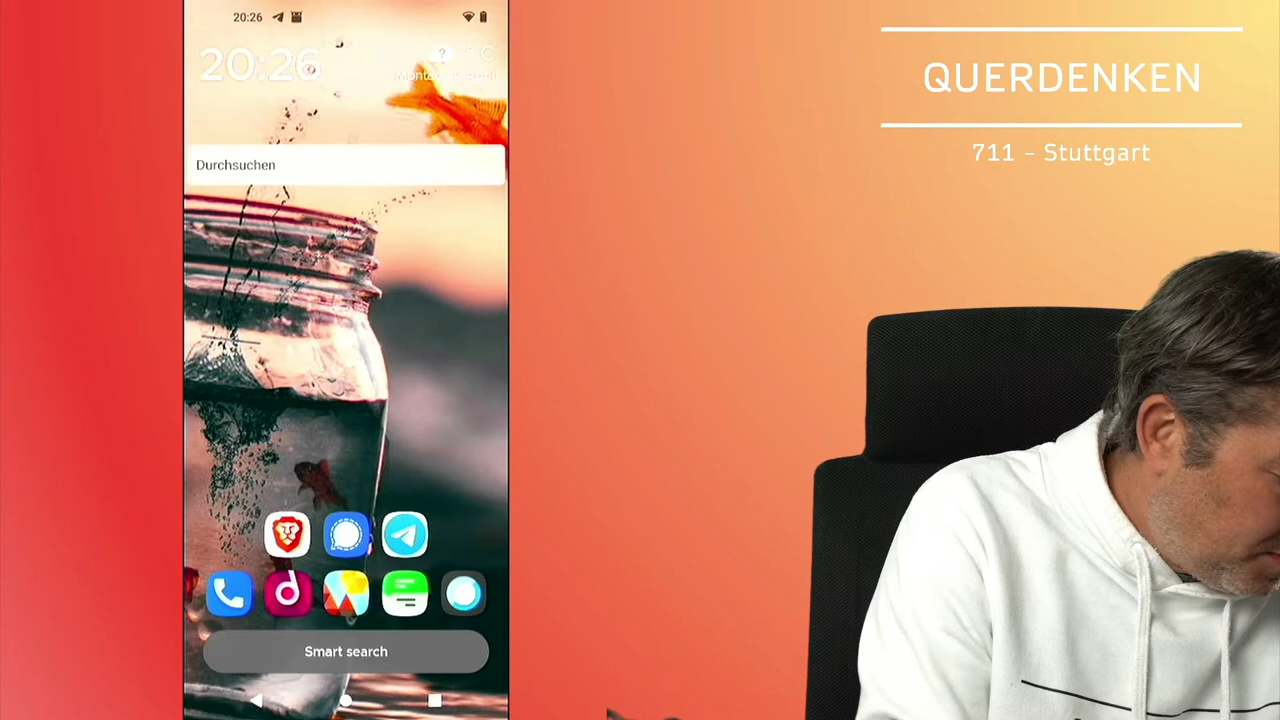 20:26
20:26
?
°C
Durchsuchen
Smart search
QUERDENKEN
711 – Stuttgart